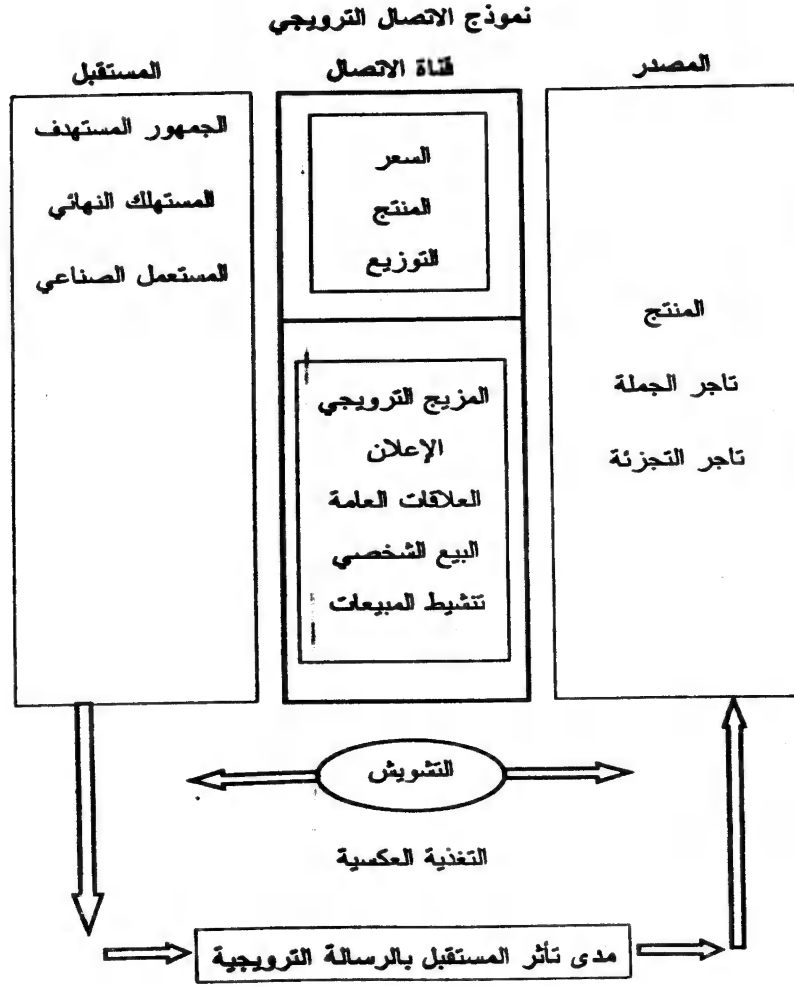 نموذج الاتصال الترويجي
المصدر
قناة الاتصال
المستقبل
المنتج
تاجر الجملة
تاجر التجزئة
السعر
المنتج
التوزيع
المزيج الترويجي
الإعلان
العلاقات العامة
البيع الشخصي
تنشيط المبيعات
الجمهور المستهدف
المستهلك النهائي
المستعمل الصناعي
التشويش
التغذية العكسية
مدى تأثر المستقبل بالرسالة الترويجية